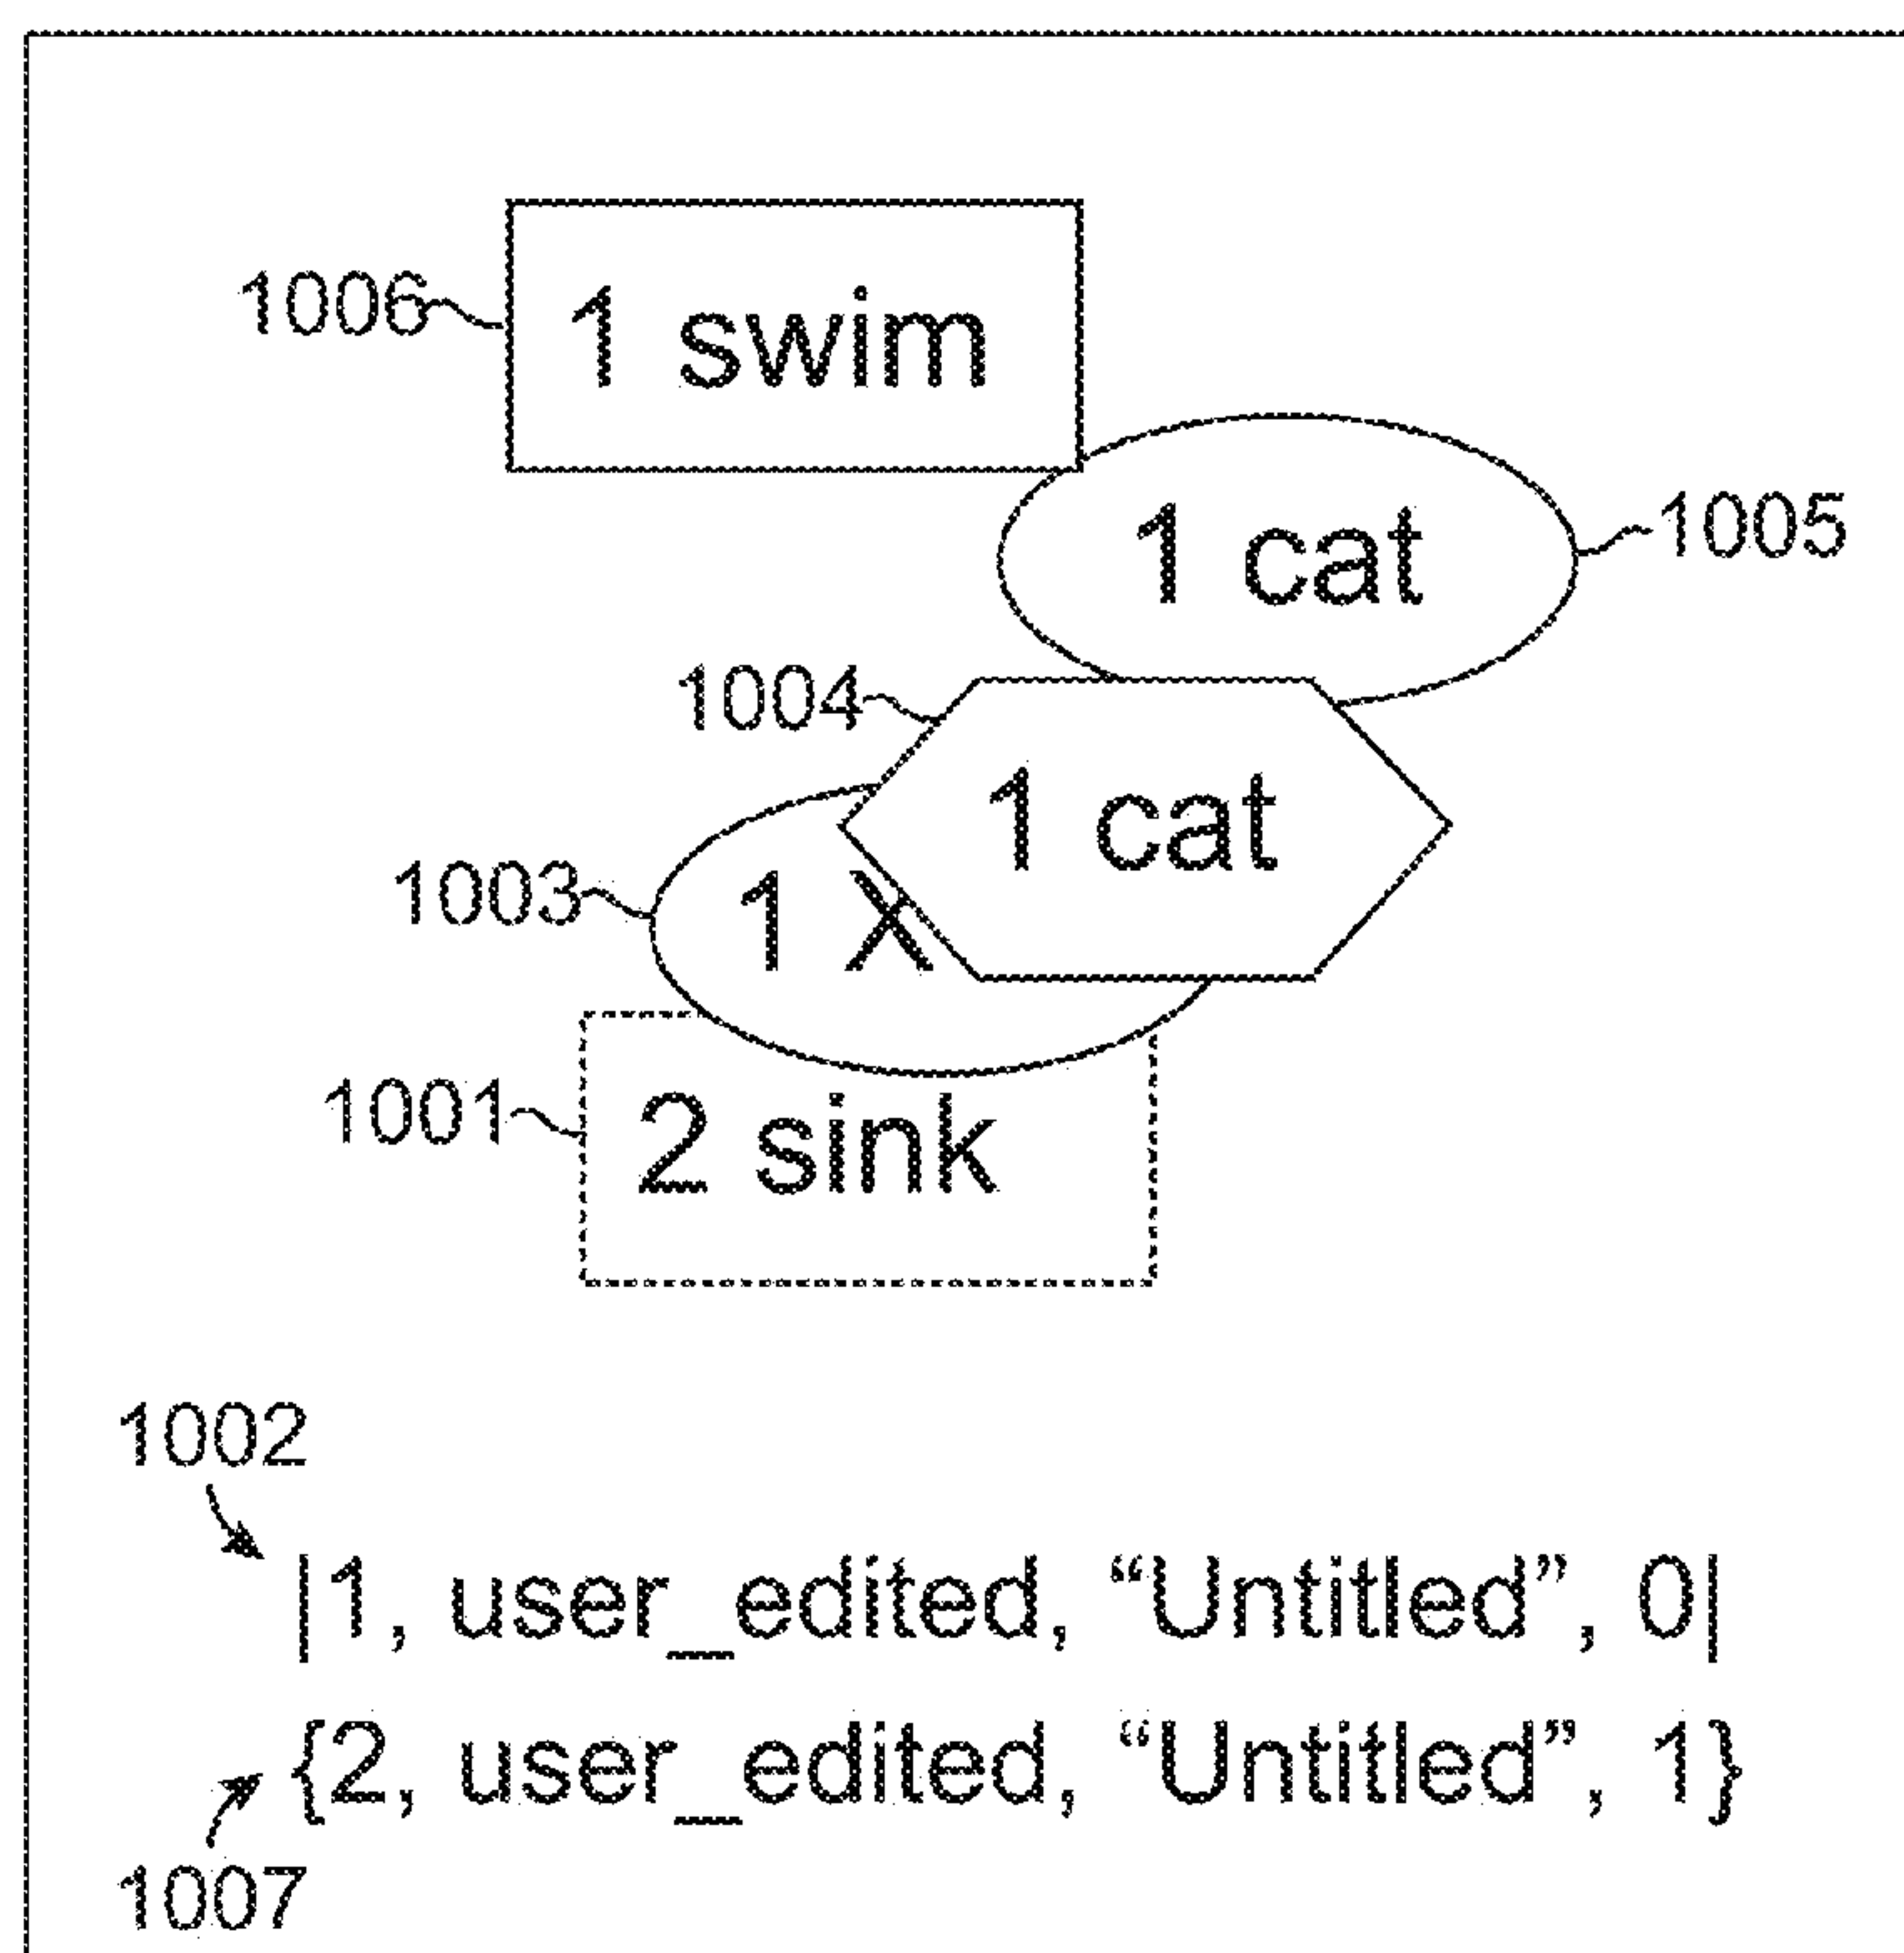 1006 1 swim
1 cat 1005
1004
1 cat
1003 1 X
1001 2 sink
1002
|1, user_edited, “Untitled”, 0|
{2, user_edited, “Untitled”, 1}
1007